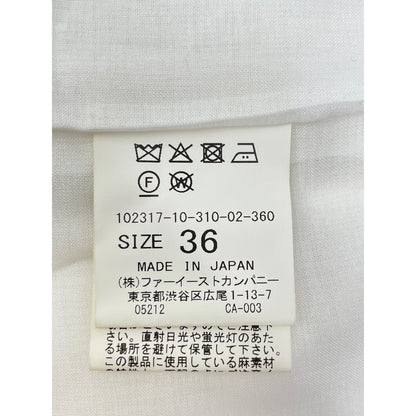 F W
102317-10-310-02-360
SIZE 36
MADE IN JAPAN
(株)ファーイーストカンパニー
東京都渋谷区広尾1-13-7
05212 CA-003
直射日光や蛍光灯のあた
る場所を避けて保管して下さい。
この製品に使用している麻素材